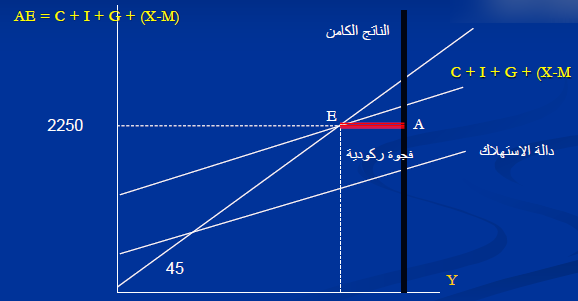 AE = C + I + G + (X-M)
الناتج الكامن
C + I + G + (X-M
E
A
2250
فجوة ركودية
دالة الاستهلاك
45
Y